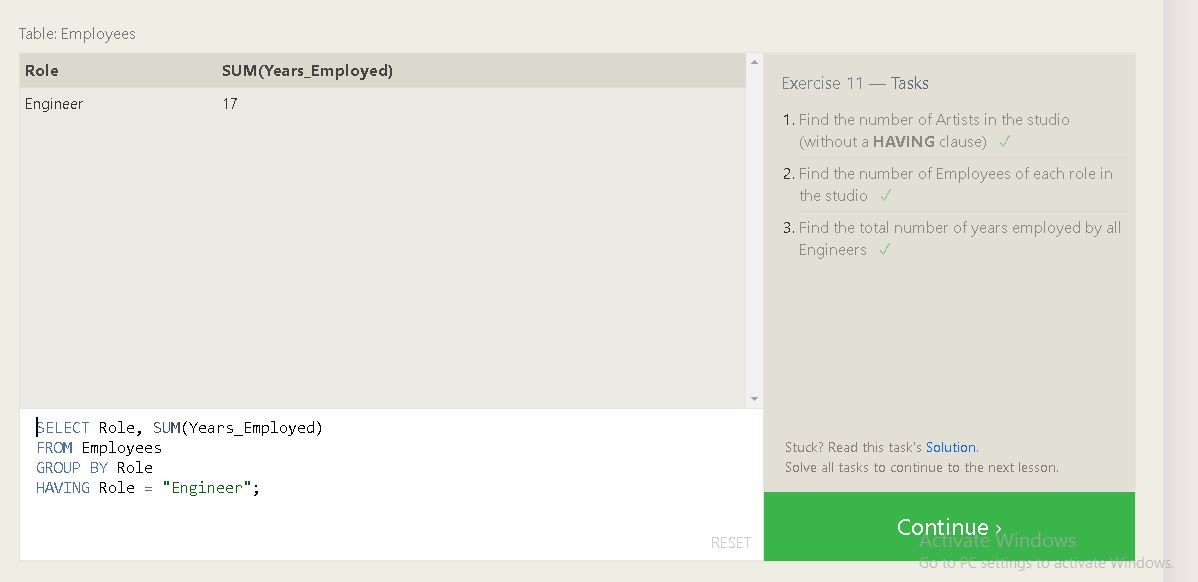 Table: Employees
Role SUM(Years_Employed)
Engineer 17
SELECT Role, SUM(Years_Employed)
FROM Employees
GROUP BY Role
HAVING Role = "Engineer";
RESET
Exercise 11 — Tasks
1. Find the number of Artists in the studio
(without a HAVING clause) ✓
2. Find the number of Employees of each role in
the studio ✓
3. Find the total number of years employed by all
Engineers ✓
Stuck? Read this task's Solution.
Solve all tasks to continue to the next lesson.
Continue ›
Activate Windows
Go to PC settings to activate Windows.